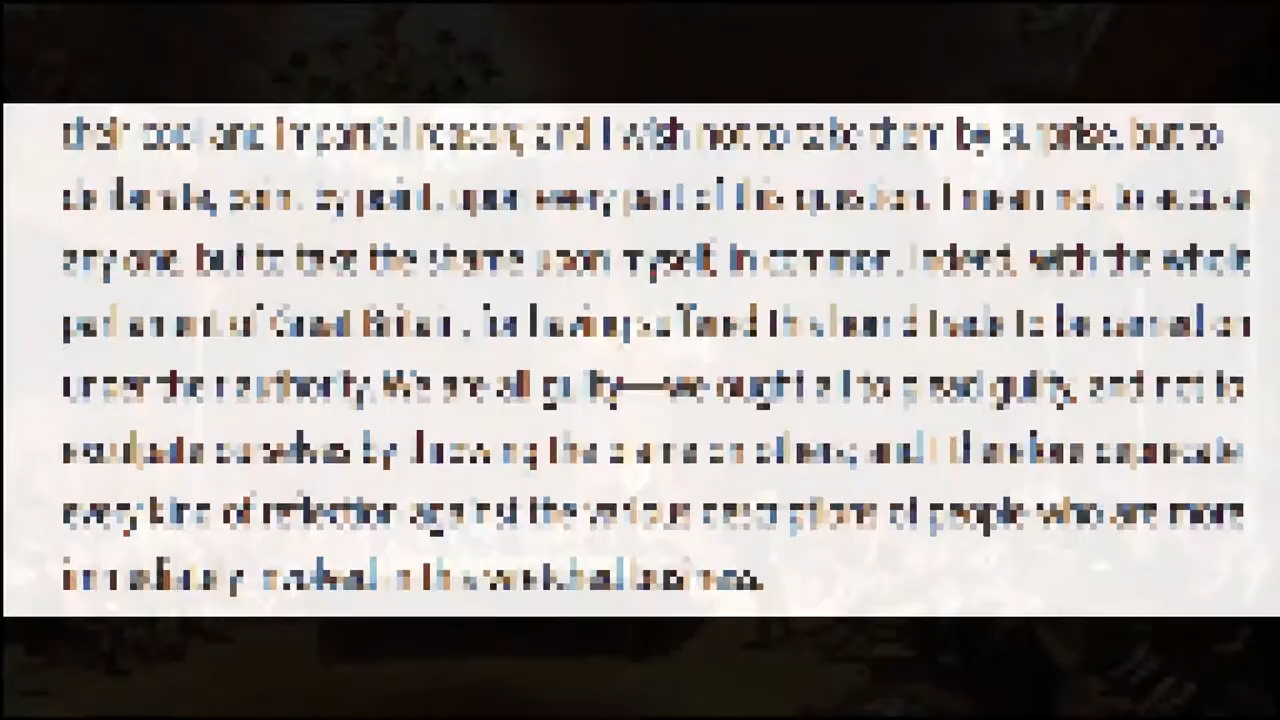 their cool and impartial reason; and I wish not to take them by surprise, but to
deliberate, point by point, upon every part of this question. I mean not to accuse
anyone, but to take the shame upon myself, in common, indeed, with the whole
parliament of Great Britain, for having suffered this horrid trade to be carried on
under their authority. We are all guilty—we ought all to plead guilty, and not to
exculpate ourselves by throwing the blame on others; and I therefore deprecate
every kind of reflection against the various descriptions of people who are more
immediately involved in this wretched business.